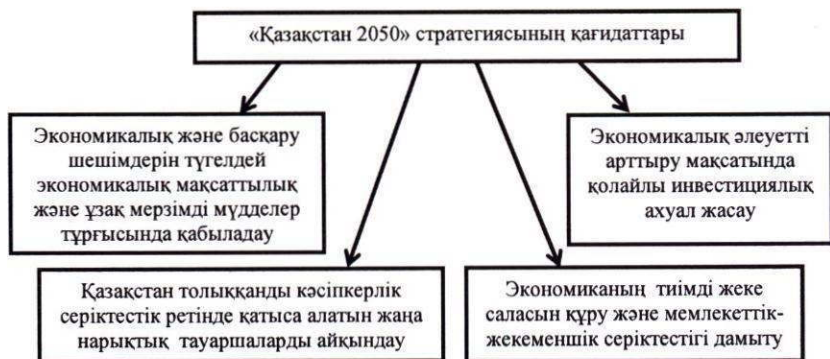 «Қазақстан 2050» стратегиясының қағидаттары
Экономикалық және басқару
шешімдерін түгелдей
экономикалық мақсаттылық
және ұзақ мерзімді мүдделер
тұрғысында қабыладау
Экономикалық әлеуетті
арттыру мақсатында
қолайлы инвестициялық
ахуал жасау
Қазақстан толыққанды кәсіпкерлік
серіктестік ретінде қатыса алатын жаңа
нарықтық тауаршаларды айқындау
Экономиканың тиімді жеке
саласын құру және мемлекеттік-
жекеменшік серіктестігі дамыту